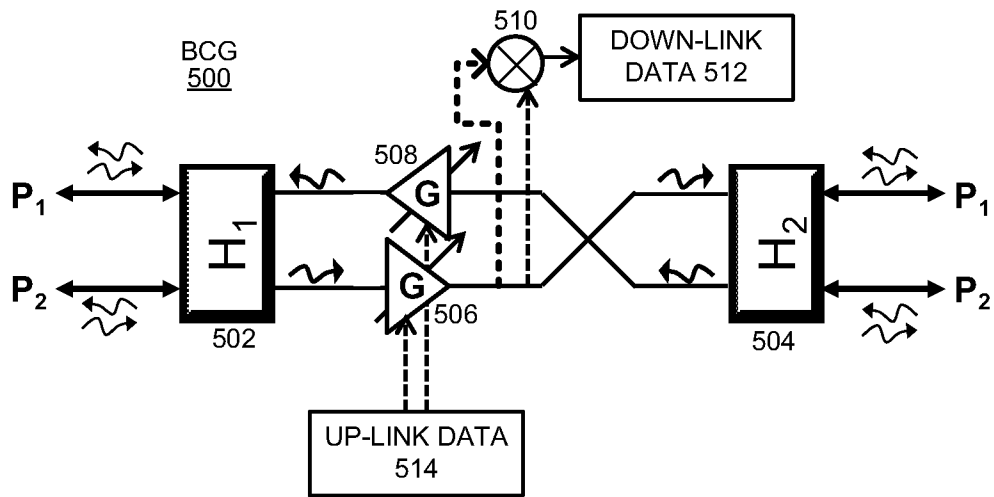 BCG
500
510
DOWN-LINK
DATA 512
508
G
P1
H1
H2
P1
P2
G
506
P2
502
504
UP-LINK DATA
514